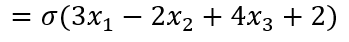 = σ(3x₁ − 2x₂ + 4x₃ + 2)